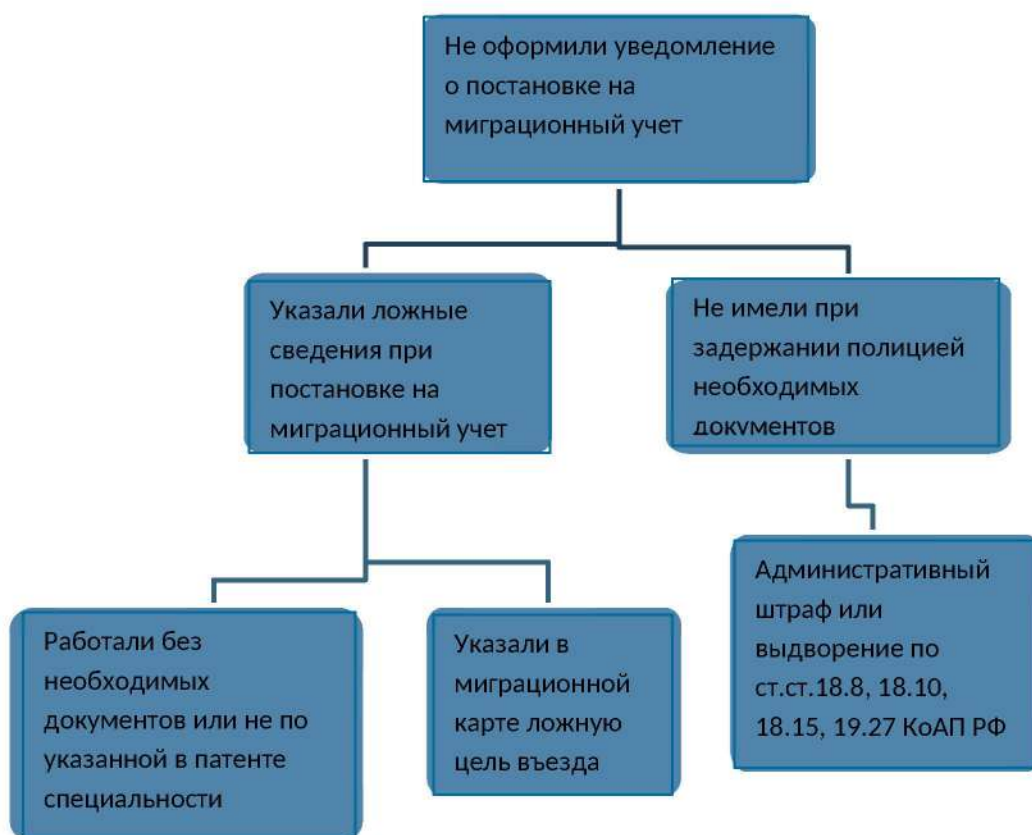 Не оформили уведомление
о постановке на
миграционный учет
Указали ложные
сведения при
постановке на
миграционный учет
Не имели при
задержании полицией
необходимых
документов
Работали без
необходимых
документов или не по
указанной в патенте
специальности
Указали в
миграционной
карте ложную
цель въезда
Административный
штраф или
выдворение по
ст.ст.18.8, 18.10,
18.15, 19.27 КоАП РФ